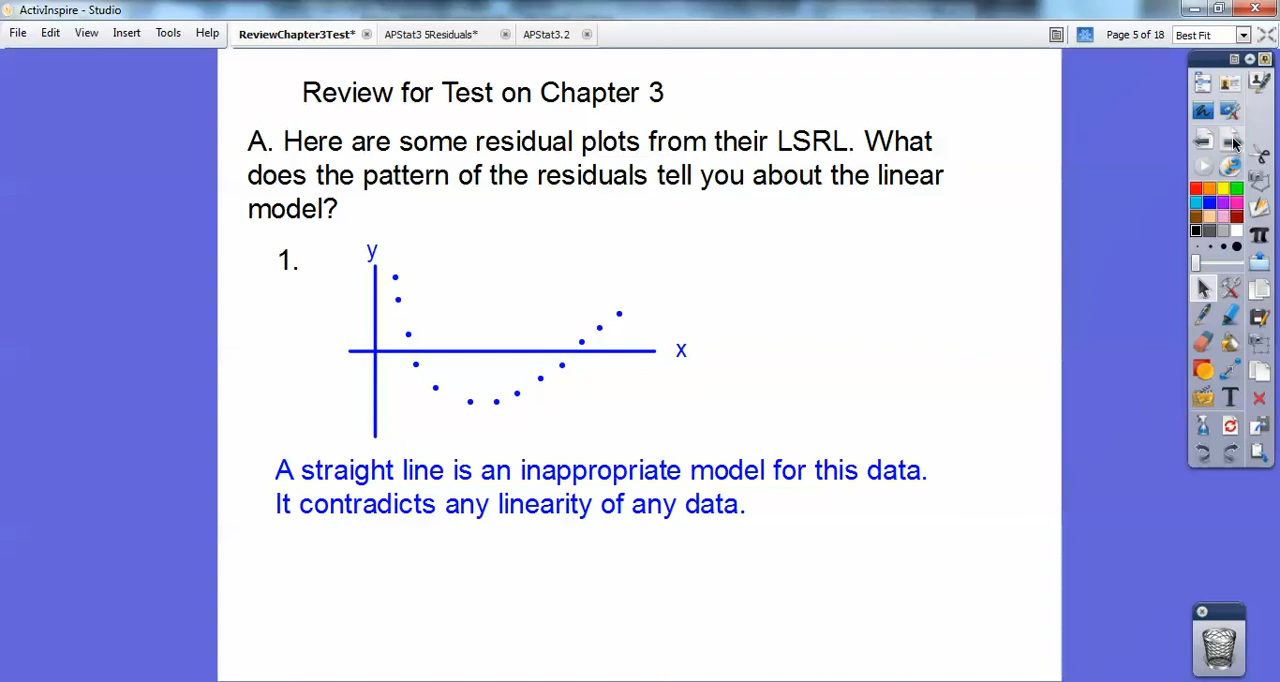 ActivInspire - Studio
File Edit View Insert Tools Help
ReviewChapter3Test* APStat3 5Residuals* APStat3.2
Page 5 of 18 Best Fit
Review for Test on Chapter 3
A. Here are some residual plots from their LSRL. What
does the pattern of the residuals tell you about the linear
model?
1.
y
x
A straight line is an inappropriate model for this data.
It contradicts any linearity of any data.